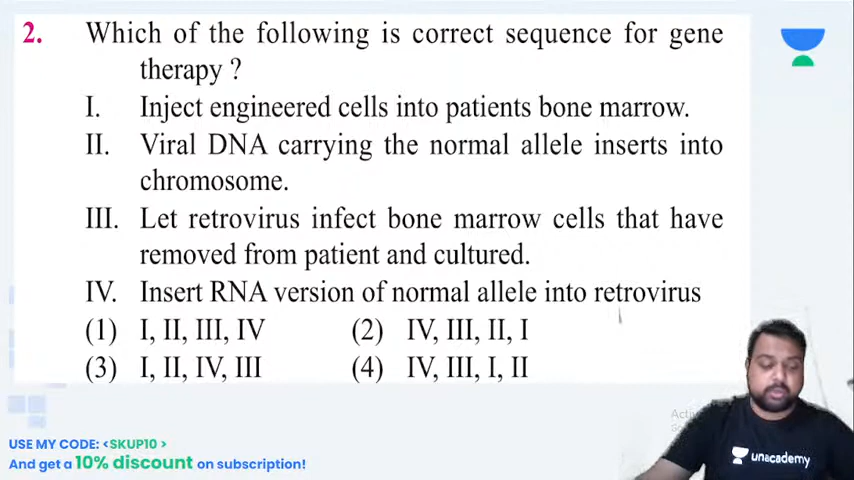 2. Which of the following is correct sequence for gene
therapy ?
I. Inject engineered cells into patients bone marrow.
II. Viral DNA carrying the normal allele inserts into
chromosome.
III. Let retrovirus infect bone marrow cells that have
removed from patient and cultured.
IV. Insert RNA version of normal allele into retrovirus
(1) I, II, III, IV (2) IV, III, II, I
(3) I, II, IV, III (4) IV, III, I, II
unacademy
USE MY CODE: <SKUP10 >
And get a 10% discount on subscription!